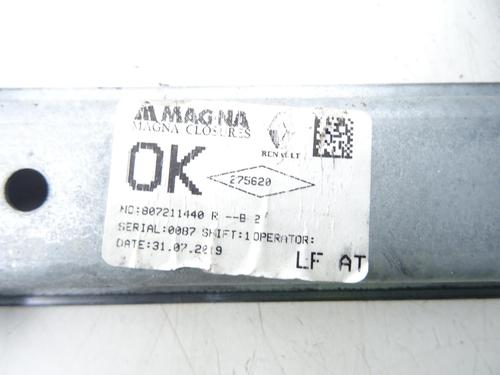 MAGNA
MAGNA CLOSURES
RENAULT
OK
275620
NO:807211440 R --B 2
SERIAL:0087 SHIFT:1 OPERATOR:
DATE:31.07.2019
LF AT